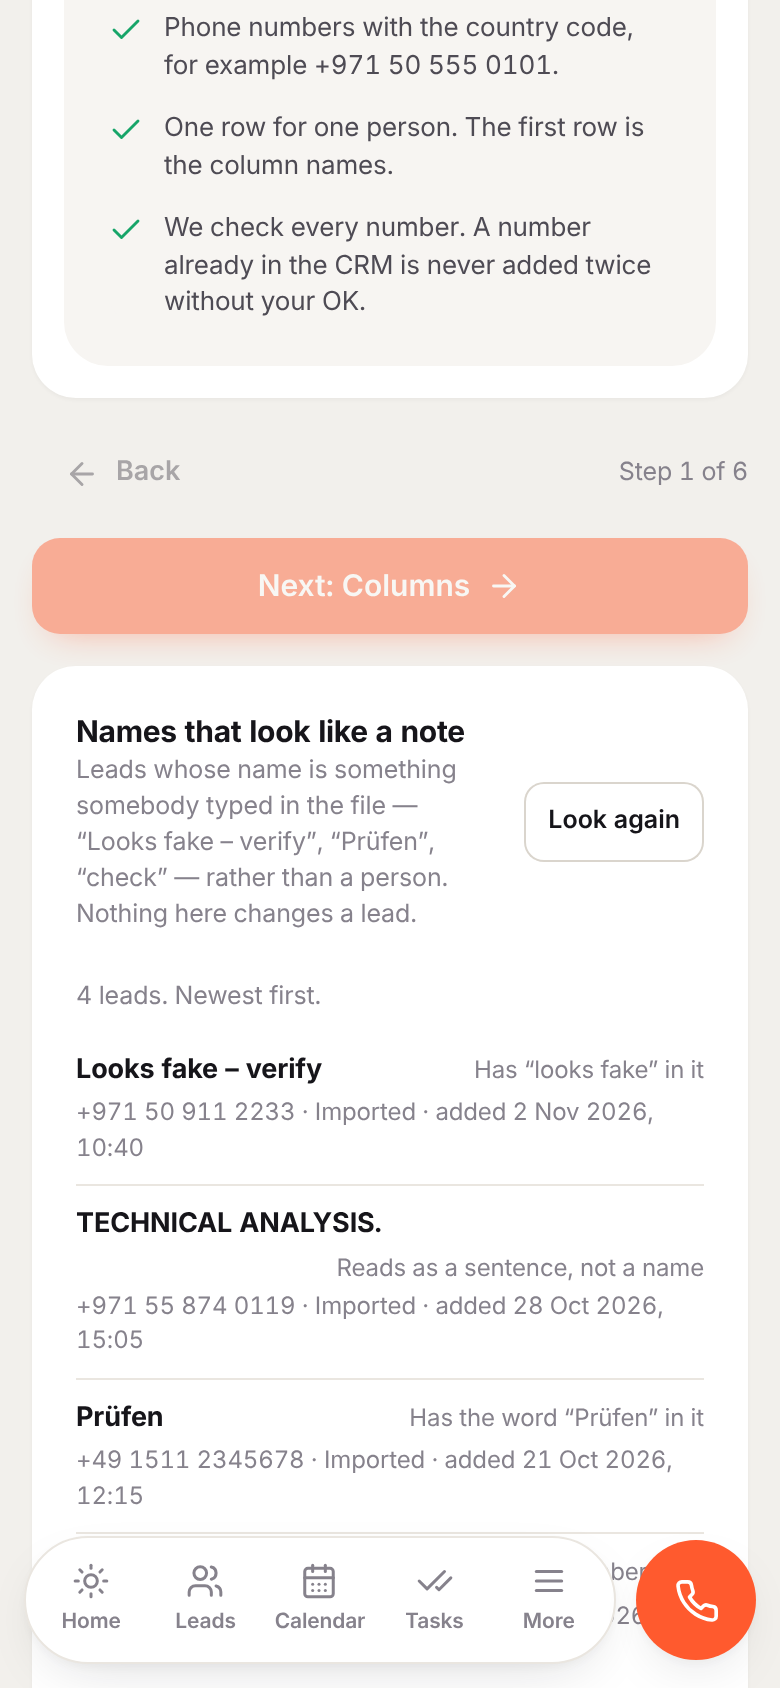 Phone numbers with the country code,
for example +971 50 555 0101.
One row for one person. The first row is
the column names.
We check every number. A number
already in the CRM is never added twice
without your OK.
Back
Step 1 of 6
Next: Columns
Names that look like a note
Leads whose name is something
somebody typed in the file —
“Looks fake – verify”, “Prüfen”,
“check” — rather than a person.
Nothing here changes a lead.
Look again
4 leads. Newest first.
Looks fake – verify
Has “looks fake” in it
+971 50 911 2233 · Imported · added 2 Nov 2026,
10:40
TECHNICAL ANALYSIS.
Reads as a sentence, not a name
+971 55 874 0119 · Imported · added 28 Oct 2026,
15:05
Prüfen
Has the word “Prüfen” in it
+49 1511 2345678 · Imported · added 21 Oct 2026,
12:15
Home
Leads
Calendar
Tasks
More